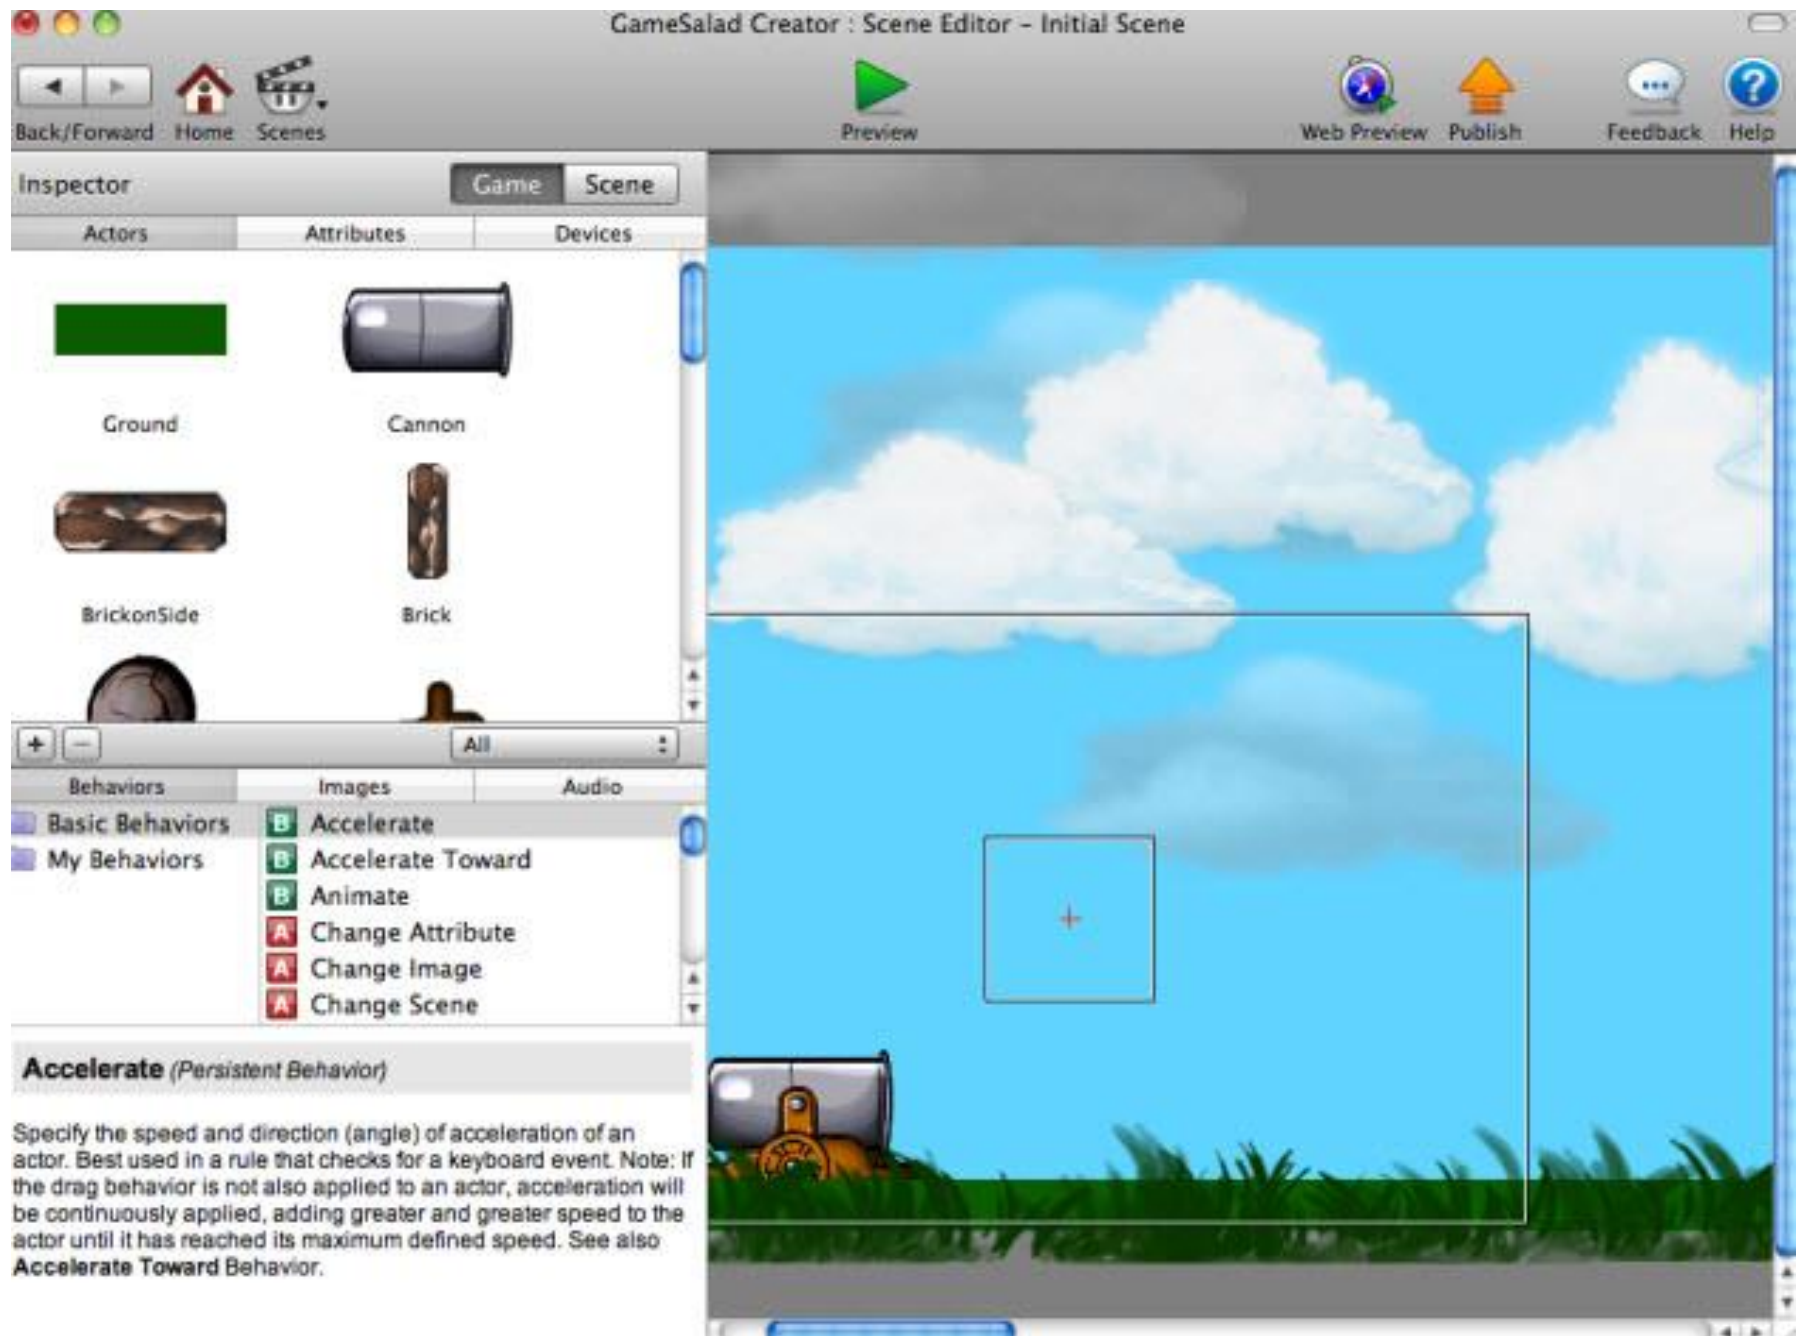 GameSalad Creator : Scene Editor – Initial Scene
Back/Forward Home Scenes Preview Web Preview Publish Feedback Help
Inspector Game Scene
Actors Attributes Devices
Ground Cannon
BrickonSide Brick
All
Behaviors Images Audio
Basic Behaviors B Accelerate
My Behaviors B Accelerate Toward
B Animate
A Change Attribute
A Change Image
A Change Scene
Accelerate (Persistent Behavior)
Specify the speed and direction (angle) of acceleration of an
actor. Best used in a rule that checks for a keyboard event. Note: If
the drag behavior is not also applied to an actor, acceleration will
be continuously applied, adding greater and greater speed to the
actor until it has reached its maximum defined speed. See also
Accelerate Toward Behavior.